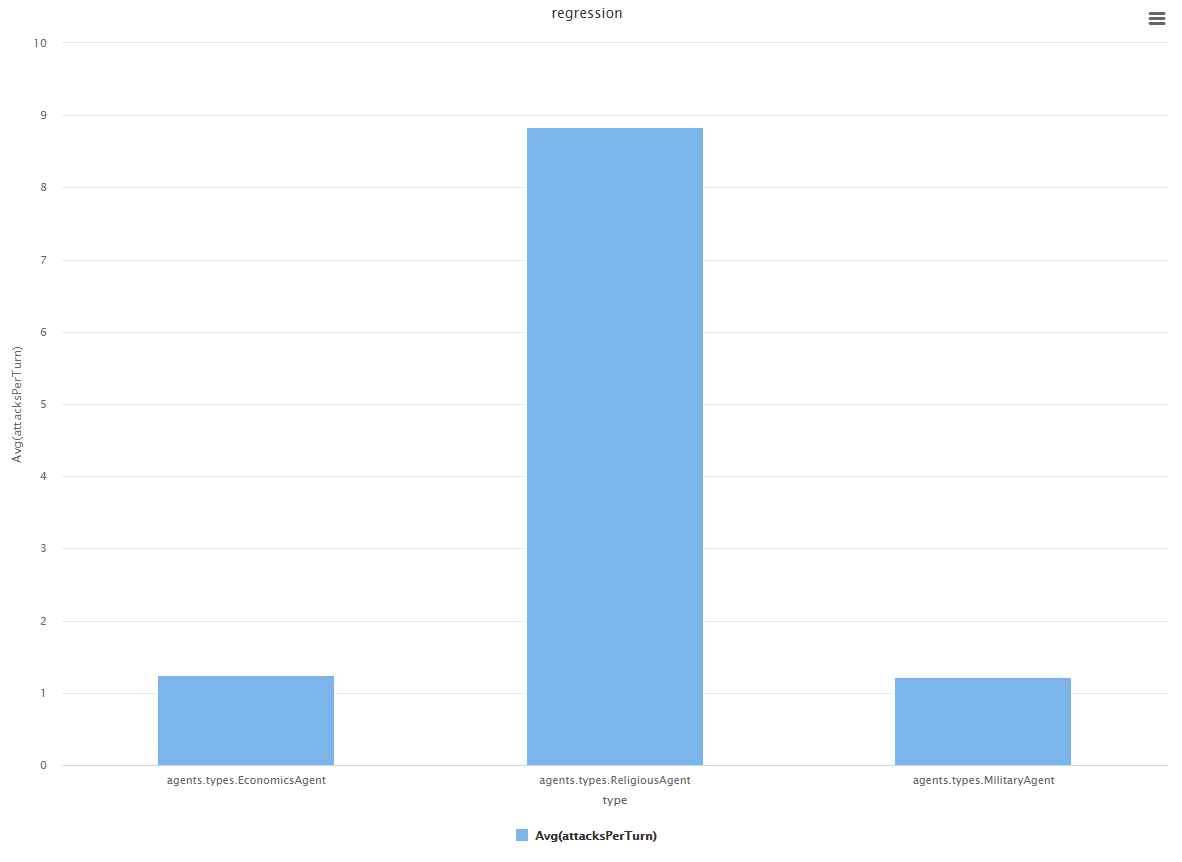 regression
10
9
8
7
6
5
4
3
2
1
0
Avg(attacksPerTurn)
agents.types.EconomicsAgent
agents.types.ReligiousAgent
agents.types.MilitaryAgent
type
Avg(attacksPerTurn)